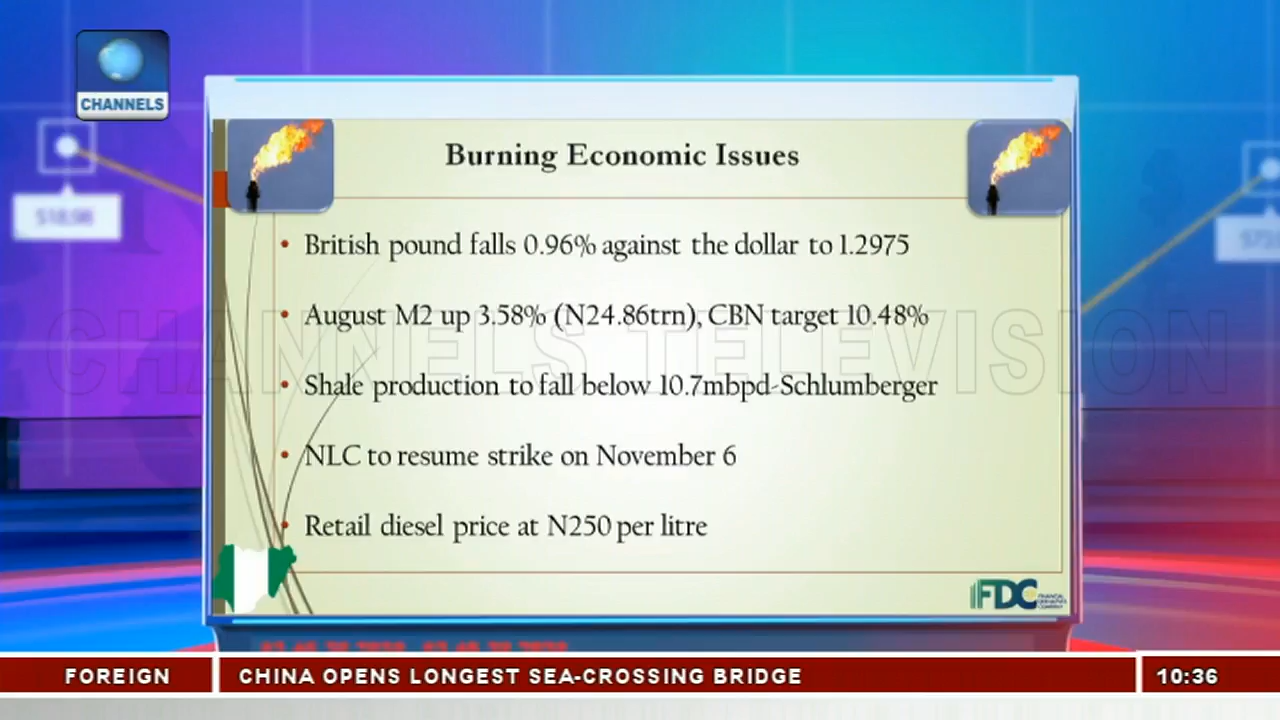 CHANNELS
Burning Economic Issues
• British pound falls 0.96% against the dollar to 1.2975
• August M2 up 3.58% (N24.86trn), CBN target 10.48%
• Shale production to fall below 10.7mbpd-Schlumberger
• NLC to resume strike on November 6
• Retail diesel price at N250 per litre
CHANNELS TELEVISION
FDC
FOREIGN
CHINA OPENS LONGEST SEA-CROSSING BRIDGE
10:36